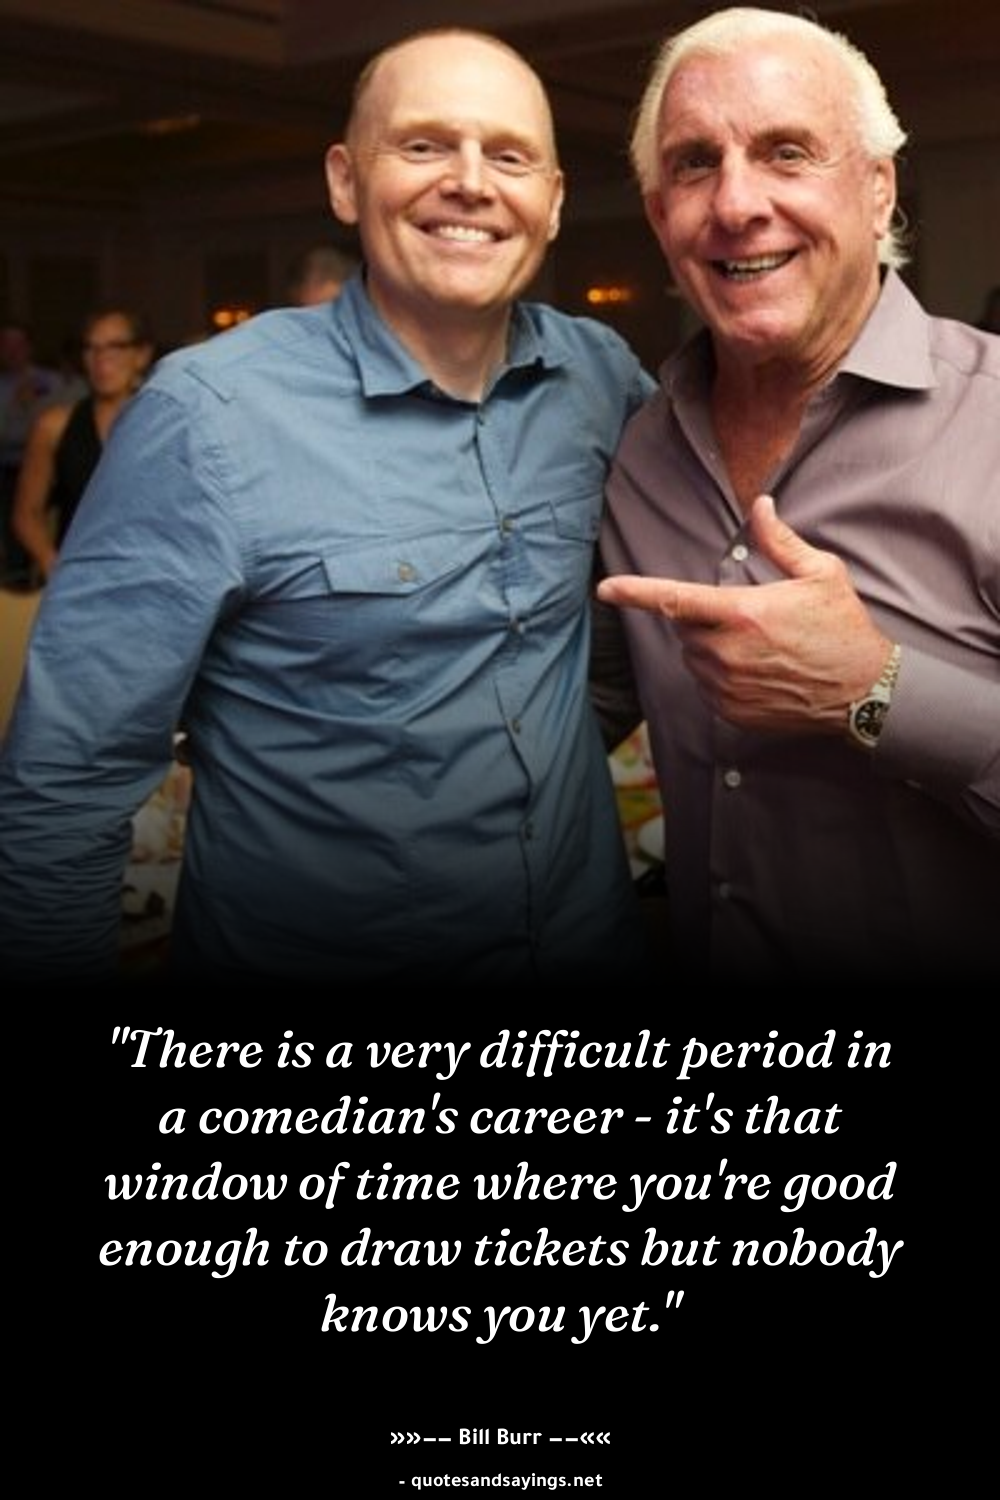 "There is a very difficult period in
a comedian's career - it's that
window of time where you're good
enough to draw tickets but nobody
knows you yet."
»»–– Bill Burr ––««
- quotesandsayings.net